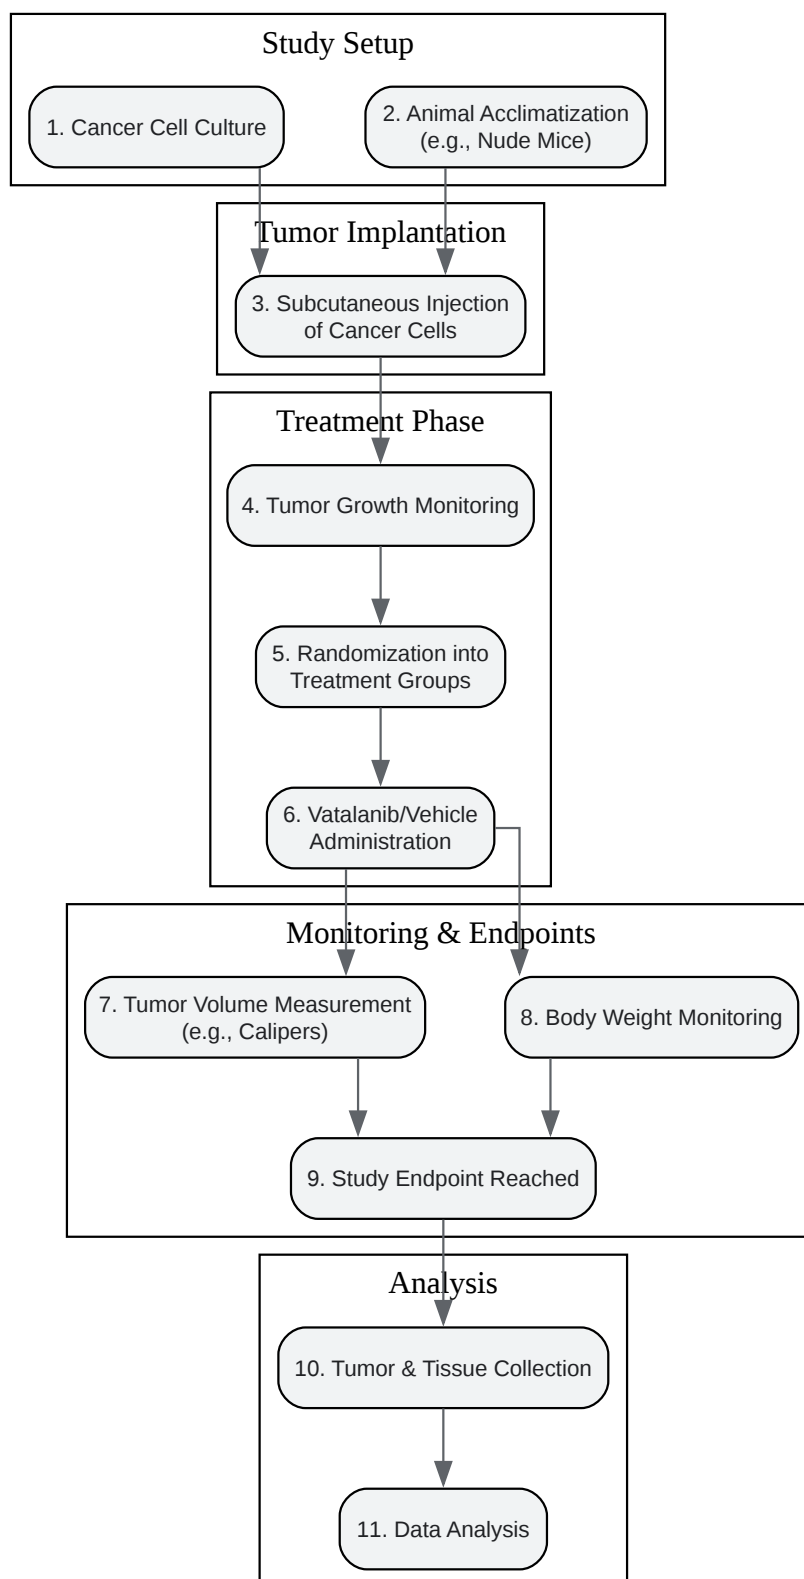 Study Setup
1. Cancer Cell Culture
2. Animal Acclimatization
(e.g., Nude Mice)
Tumor Implantation
3. Subcutaneous Injection
of Cancer Cells
Treatment Phase
4. Tumor Growth Monitoring
5. Randomization into
Treatment Groups
6. Vatalanib/Vehicle
Administration
Monitoring & Endpoints
7. Tumor Volume Measurement
(e.g., Calipers)
8. Body Weight Monitoring
9. Study Endpoint Reached
Analysis
10. Tumor & Tissue Collection
11. Data Analysis